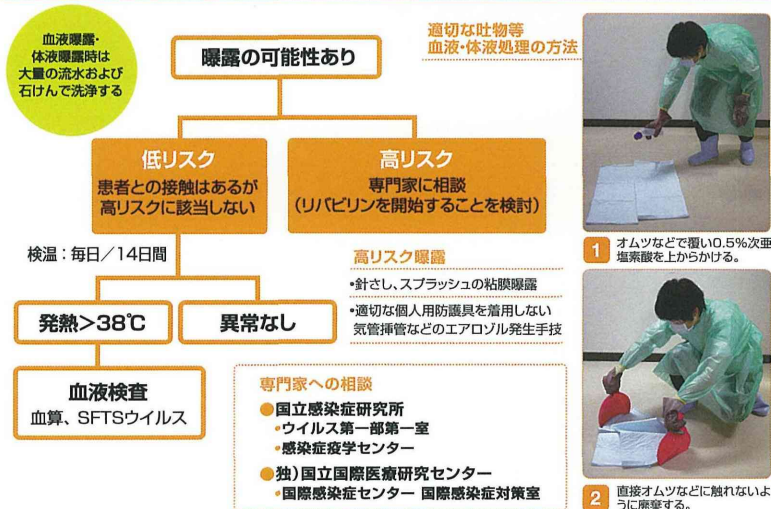 血液曝露・
体液曝露時は
大量の流水および
石けんで洗浄する
曝露の可能性あり
低リスク
患者との接触はあるが
高リスクに該当しない
高リスク
専門家に相談
(リバビリンを開始することを検討)
検温:毎日/14日間
発熱>38℃
異常なし
血液検査
血算、SFTSウイルス
高リスク曝露
•針さし、スプラッシュの粘膜曝露
•適切な個人用防護具を着用しない
気管挿管などのエアロゾル発生手技
専門家への相談
●国立感染症研究所
•ウイルス第一部第一室
•感染症疫学センター
●独)国立国際医療研究センター
•国際感染症センター 国際感染症対策室
適切な吐物等
血液・体液処理の方法
1 オムツなどで覆い0.5%次亜
塩素酸を上からかける。
2 直接オムツなどに触れないよ
うに廃棄する。